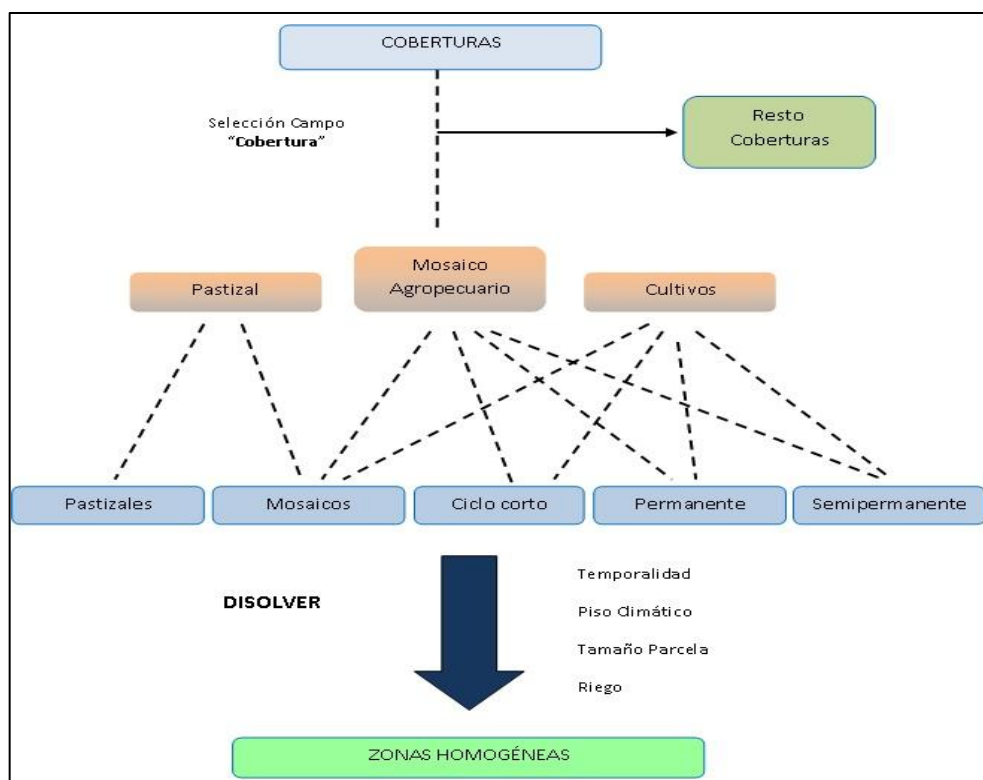 COBERTURAS
Selección Campo
“Cobertura”
Resto
Coberturas
Pastizal
Mosaico
Agropecuario
Cultivos
Pastizales
Mosaicos
Ciclo corto
Permanente
Semipermanente
DISOLVER
Temporalidad
Piso Climático
Tamaño Parcela
Riego
ZONAS HOMOGÉNEAS